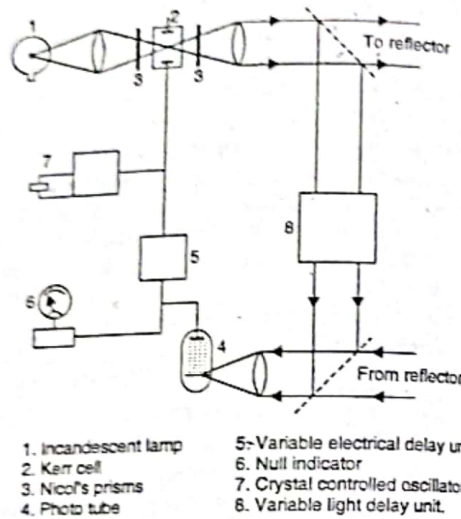 1
2
3
3
To reflector
7
8
5
6
4
From reflector
1. Incandescent lamp
2. Kerr cell
3. Nicol's prisms
4. Photo tube
5. Variable electrical delay un
6. Null indicator
7. Crystal controlled oscillato
8. Variable light delay unit.